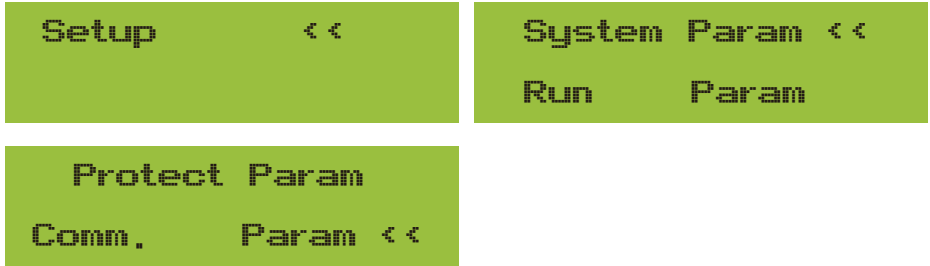 Setup <<
System Param <<
Run Param
Protect Param
Comm. Param <<